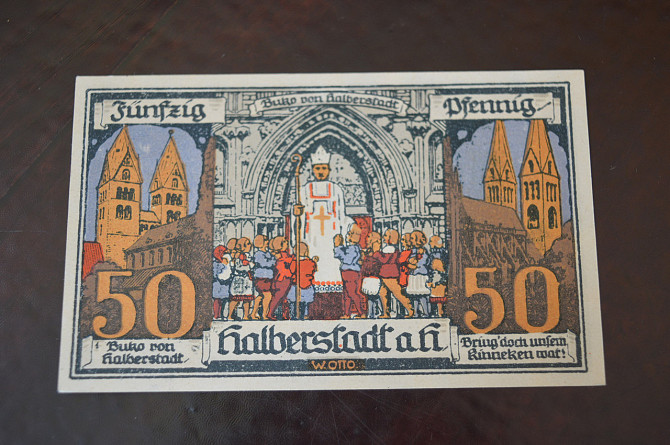 Fünfzig
Buko von Halberstadt
Pfennig
50
50
Buko von
Halberstadt
Halberstadt a.H.
W. OTTO
Bring' doch unsem
Kinneken wat!